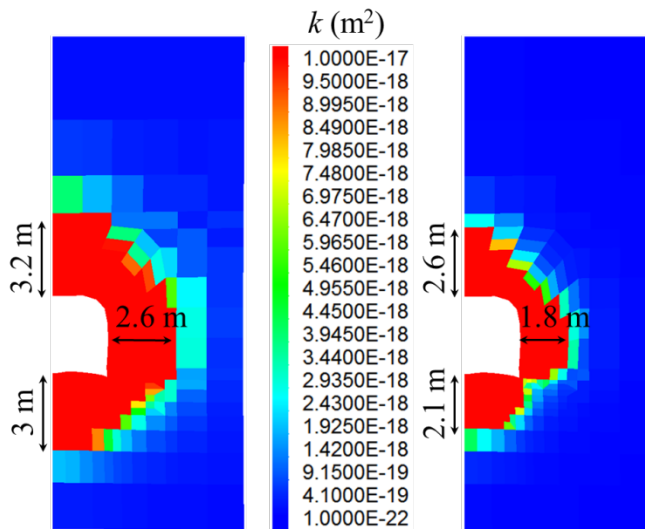 k (m²)
1.0000E-17
9.5000E-18
8.9950E-18
8.4900E-18
7.9850E-18
7.4800E-18
6.9750E-18
6.4700E-18
5.9650E-18
5.4600E-18
4.9550E-18
4.4500E-18
3.9450E-18
3.4400E-18
2.9350E-18
2.4300E-18
1.9250E-18
1.4200E-18
9.1500E-19
4.1000E-19
1.0000E-22
3.2 m
2.6 m
3 m
2.6 m
1.8 m
2.1 m